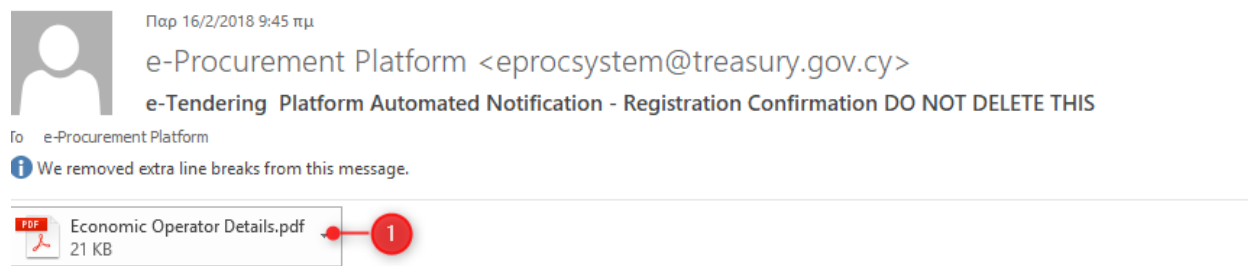 Παρ 16/2/2018 9:45 πμ
e-Procurement Platform <eprocsystem@treasury.gov.cy>
e-Tendering Platform Automated Notification - Registration Confirmation DO NOT DELETE THIS
To e-Procurement Platform
We removed extra line breaks from this message.
PDF Economic Operator Details.pdf 1
21 KB